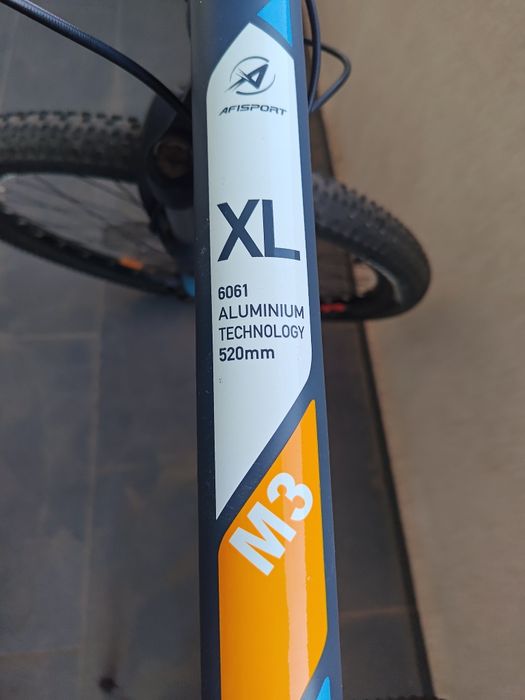 AFISPORT
XL
6061
ALUMINIUM
TECHNOLOGY
520mm
M3